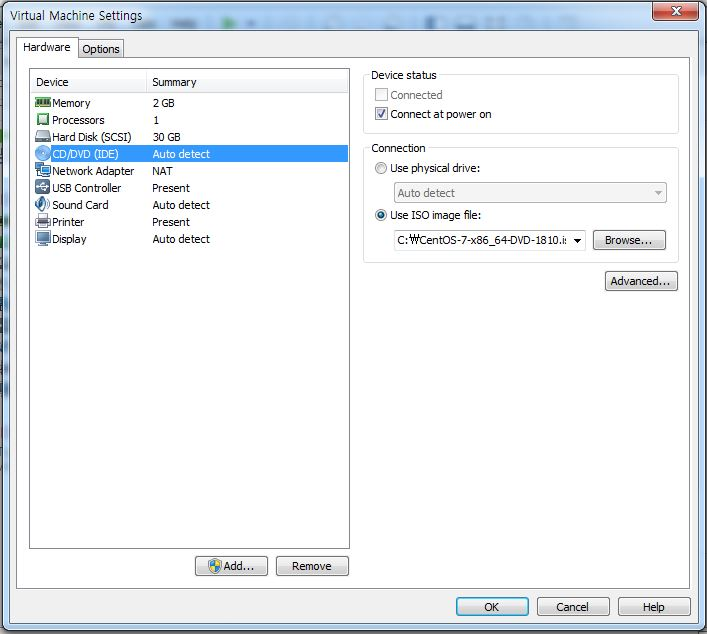 Virtual Machine Settings
Hardware Options
Device Summary
Memory 2 GB
Processors 1
Hard Disk (SCSI) 30 GB
CD/DVD (IDE) Auto detect
Network Adapter NAT
USB Controller Present
Sound Card Auto detect
Printer Present
Display Auto detect
Add... Remove
Device status
Connected
Connect at power on
Connection
Use physical drive:
Auto detect
Use ISO image file:
C:₩CentOS-7-x86_64-DVD-1810.is Browse...
Advanced...
OK Cancel Help